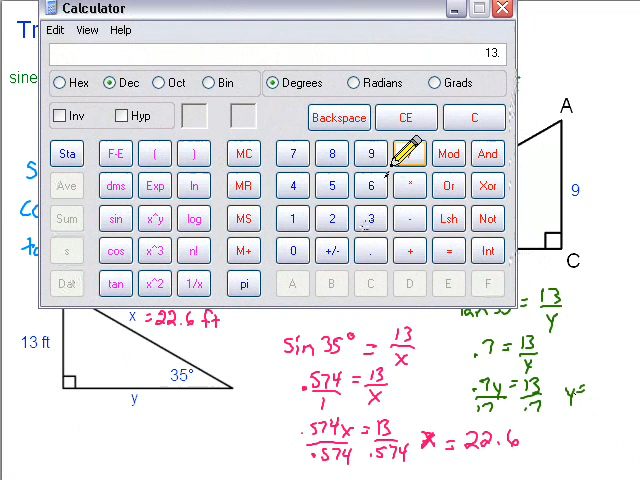 Calculator
Edit View Help
13.
Hex Dec Oct Bin Degrees Radians Grads
Inv Hyp Backspace CE C
Sta F-E ( ) MC 7 8 9 Mod And
Ave dms Exp ln MR 4 5 6 * Or Xor
Sum sin x^y log MS 1 2 3 - Lsh Not
s cos x^3 n! M+ 0 +/- . + = Int
Dat tan x^2 1/x pi A B C D E F
Tr
sine
A
9
C
x = 22.6 ft
13 ft
35°
y
sin 35° = 13/x
.574/1 = 13/x
.574x/.574 = 13/.574 x = 22.6
13/y
.7 = 13/y
.7y/.7 = 13/.7 y=